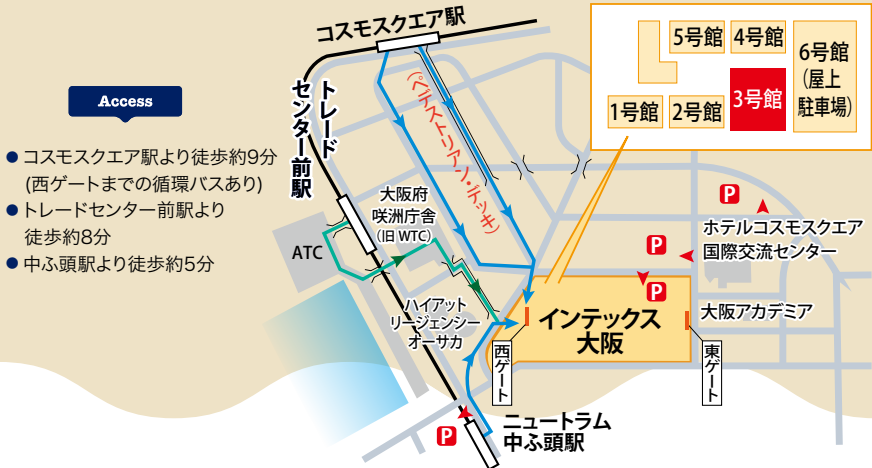 Access
● コスモスクエア駅より徒歩約9分
(西ゲートまでの循環バスあり)
● トレードセンター前駅より
徒歩約8分
● 中ふ頭駅より徒歩約5分
コスモスクエア駅
トレード
センター前駅
(ペデストリアン・デッキ)
大阪府
咲洲庁舎
(旧WTC)
ATC
ハイアット
リージェンシー
オーサカ
5号館
4号館
6号館
(屋上
駐車場)
1号館
2号館
3号館
P
ホテルコスモスクエア
国際交流センター
P
P
インテックス
大阪
大阪アカデミア
西ゲート
東ゲート
P
ニュートラム
中ふ頭駅